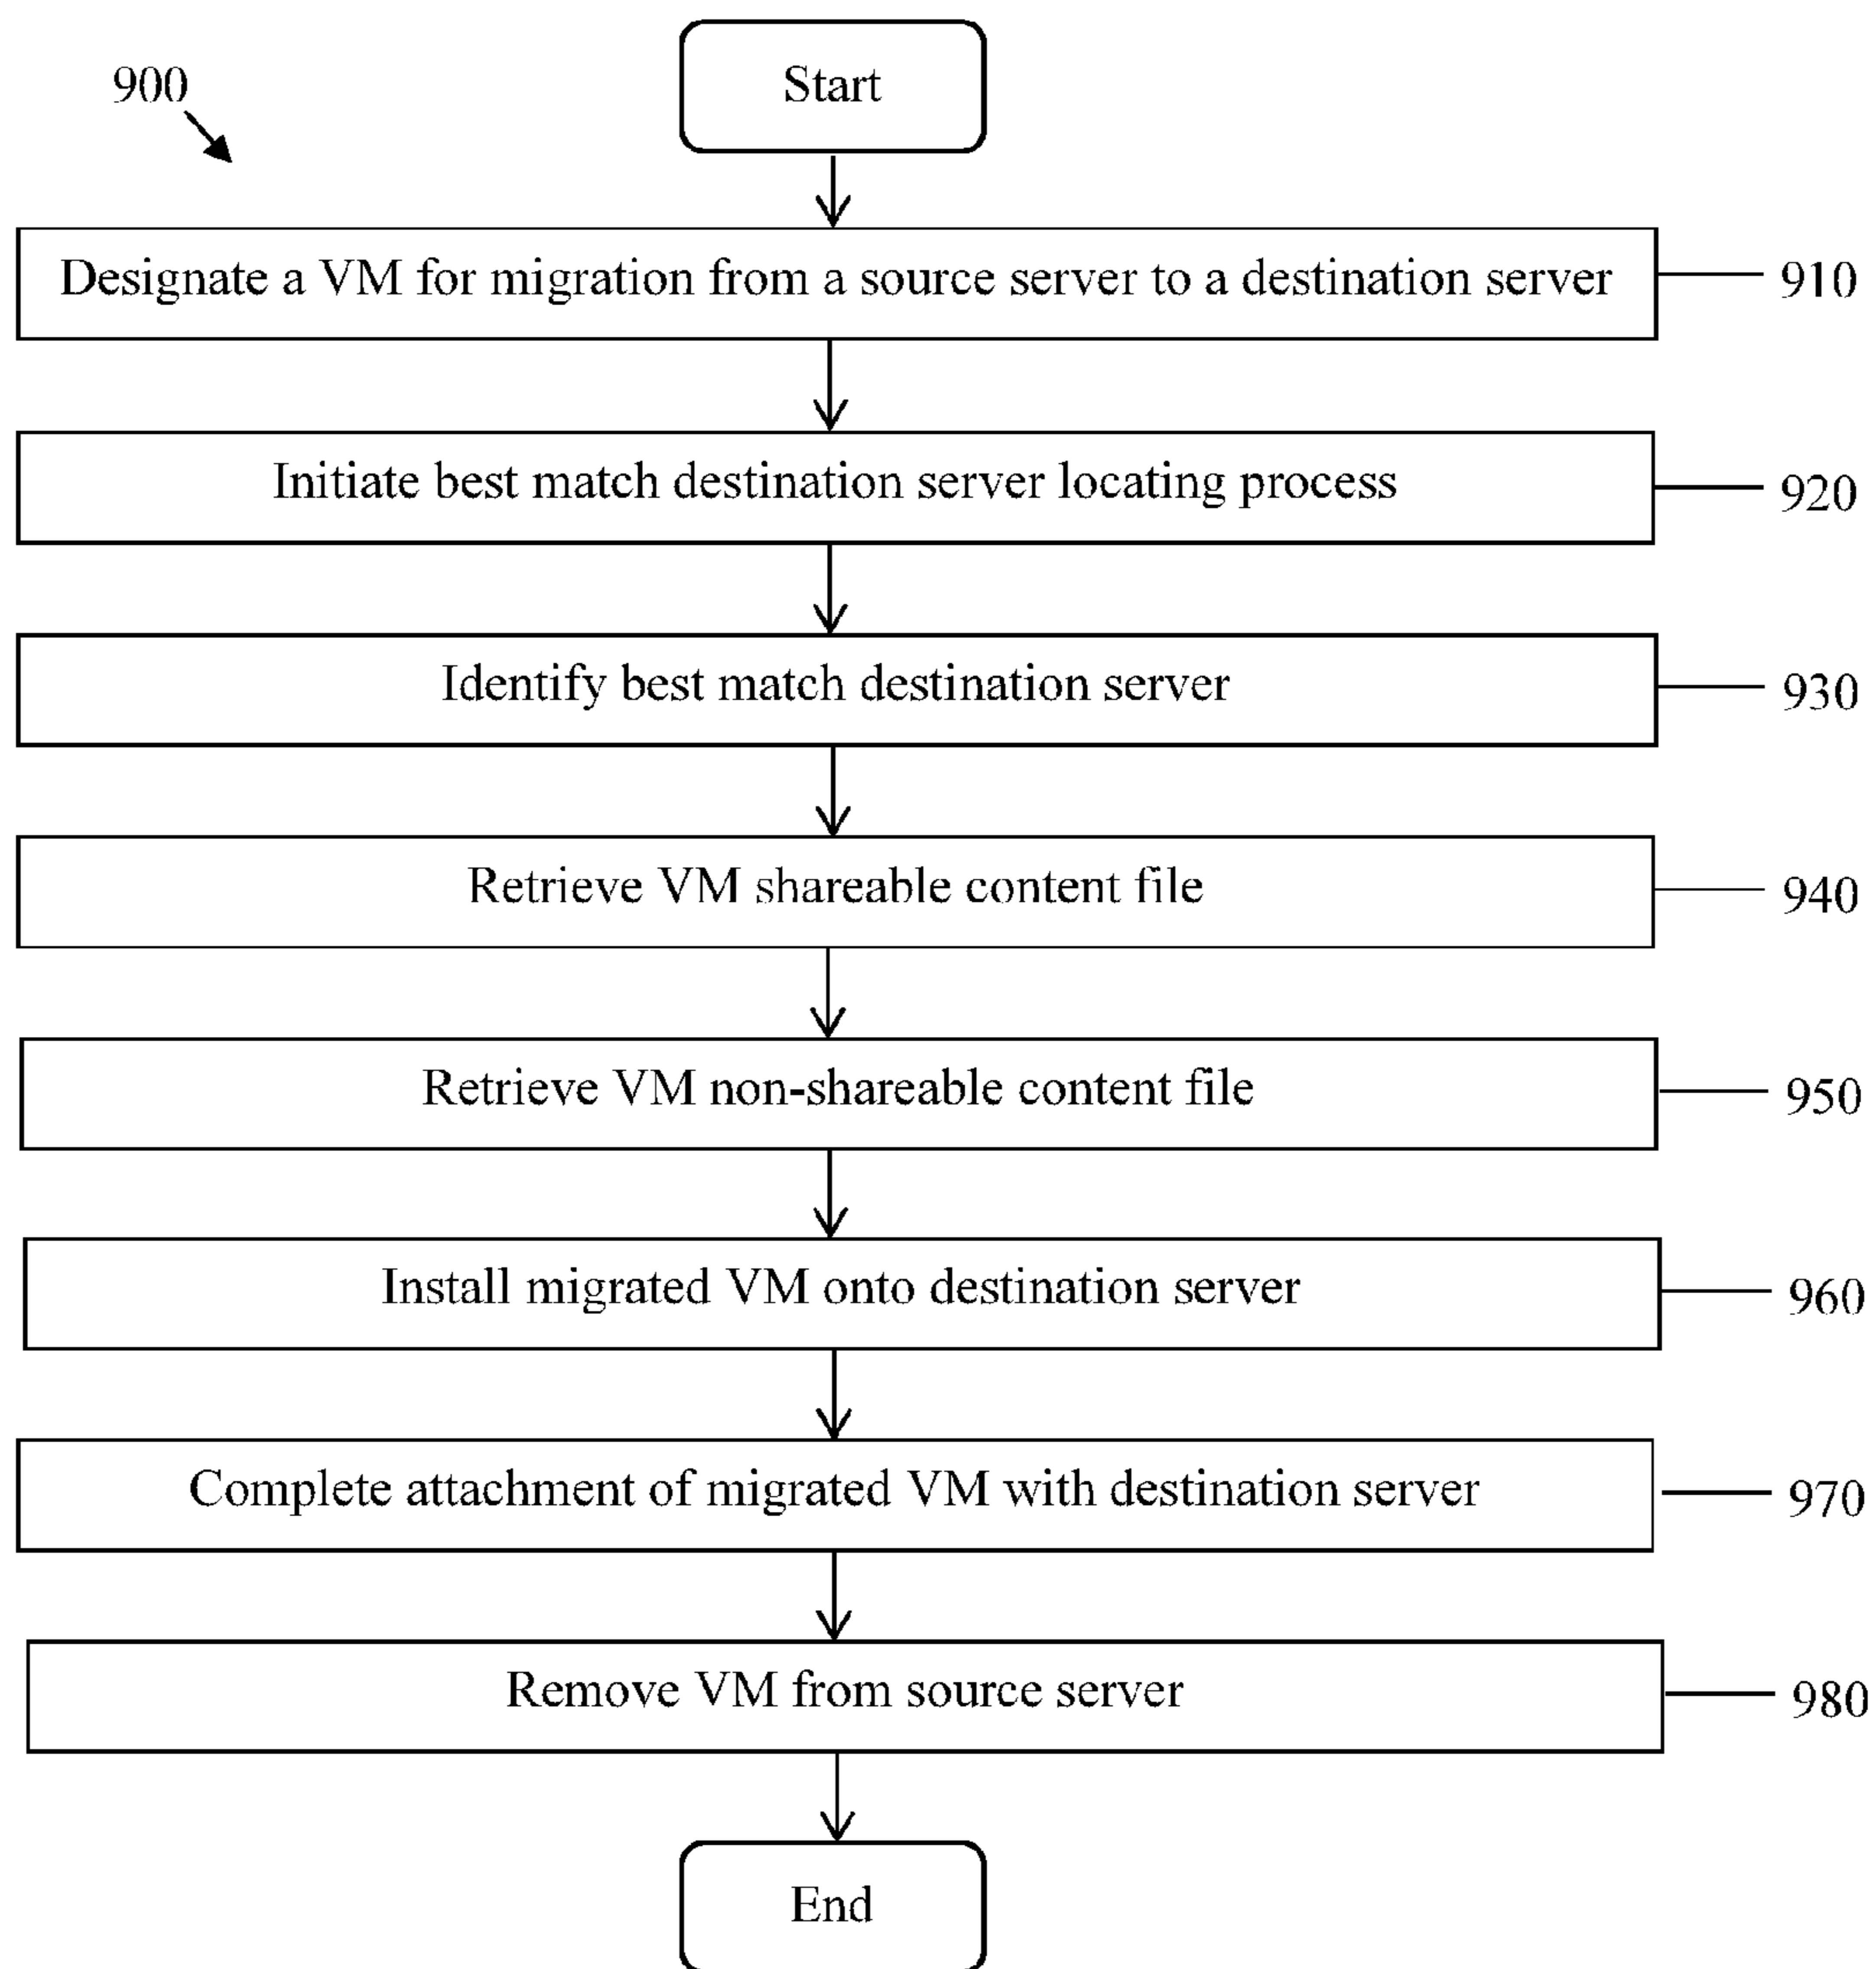 900
Start
Designate a VM for migration from a source server to a destination server
910
Initiate best match destination server locating process
920
Identify best match destination server
930
Retrieve VM shareable content file
940
Retrieve VM non-shareable content file
950
Install migrated VM onto destination server
960
Complete attachment of migrated VM with destination server
970
Remove VM from source server
980
End